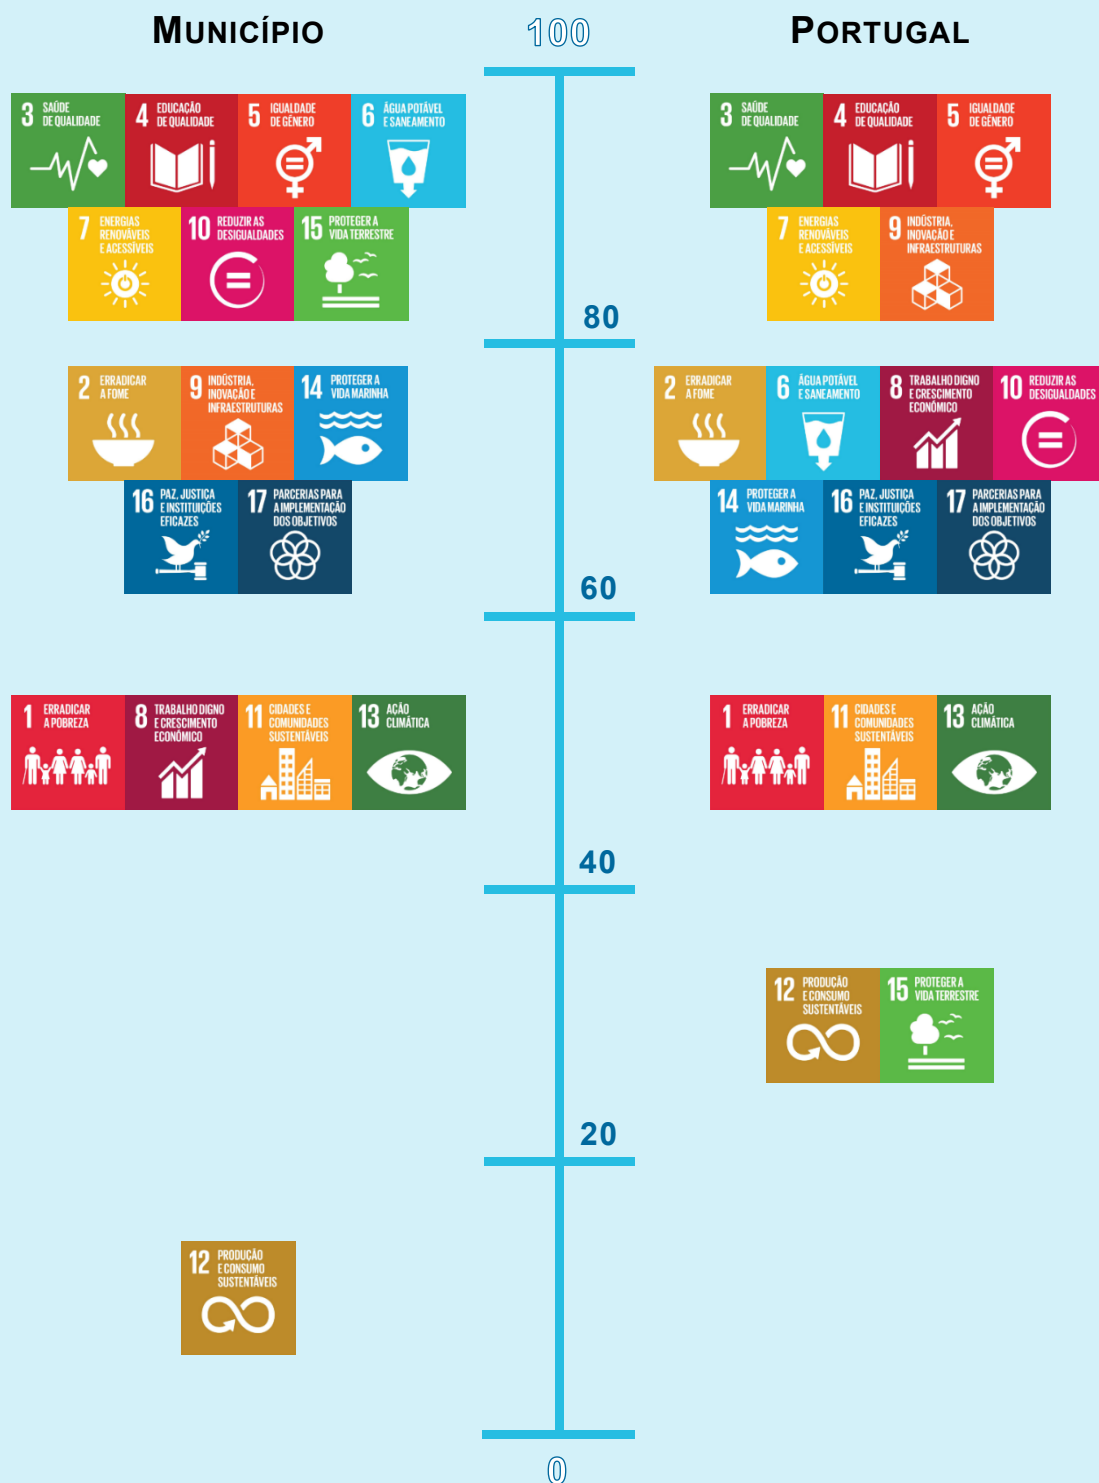 MUNICÍPIO
100
PORTUGAL
3 SAÚDE
DE QUALIDADE
4 EDUCAÇÃO
DE QUALIDADE
5 IGUALDADE
DE GÉNERO
6 ÁGUA POTÁVEL
E SANEAMENTO
3 SAÚDE
DE QUALIDADE
4 EDUCAÇÃO
DE QUALIDADE
5 IGUALDADE
DE GÉNERO
7 ENERGIAS
RENOVÁVEIS
E ACESSÍVEIS
10 REDUZIR AS
DESIGUALDADES
15 PROTEGER A
VIDA TERRESTRE
7 ENERGIAS
RENOVÁVEIS
E ACESSÍVEIS
9 INDÚSTRIA,
INOVAÇÃO E
INFRAESTRUTURAS
80
2 ERRADICAR
A FOME
9 INDÚSTRIA,
INOVAÇÃO E
INFRAESTRUTURAS
14 PROTEGER A
VIDA MARINHA
2 ERRADICAR
A FOME
6 ÁGUA POTÁVEL
E SANEAMENTO
8 TRABALHO DIGNO
E CRESCIMENTO
ECONÓMICO
10 REDUZIR AS
DESIGUALDADES
16 PAZ, JUSTIÇA
E INSTITUIÇÕES
EFICAZES
17 PARCERIAS PARA
A IMPLEMENTAÇÃO
DOS OBJETIVOS
14 PROTEGER A
VIDA MARINHA
16 PAZ, JUSTIÇA
E INSTITUIÇÕES
EFICAZES
17 PARCERIAS PARA
A IMPLEMENTAÇÃO
DOS OBJETIVOS
60
1 ERRADICAR
A POBREZA
8 TRABALHO DIGNO
E CRESCIMENTO
ECONÓMICO
11 CIDADES E
COMUNIDADES
SUSTENTÁVEIS
13 AÇÃO
CLIMÁTICA
1 ERRADICAR
A POBREZA
11 CIDADES E
COMUNIDADES
SUSTENTÁVEIS
13 AÇÃO
CLIMÁTICA
40
12 PRODUÇÃO
E CONSUMO
SUSTENTÁVEIS
15 PROTEGER A
VIDA TERRESTRE
20
12 PRODUÇÃO
E CONSUMO
SUSTENTÁVEIS
0